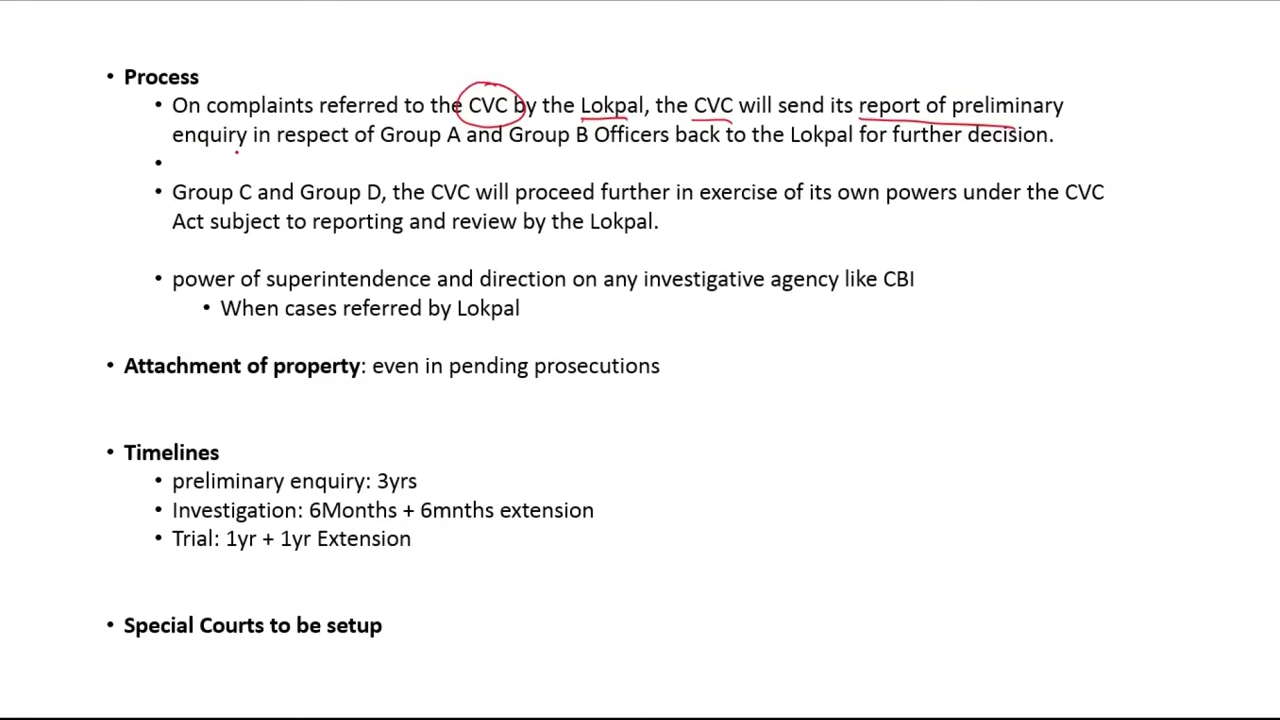 • Process
• On complaints referred to the CVC by the Lokpal, the CVC will send its report of preliminary
enquiry in respect of Group A and Group B Officers back to the Lokpal for further decision.
•
• Group C and Group D, the CVC will proceed further in exercise of its own powers under the CVC
Act subject to reporting and review by the Lokpal.
• power of superintendence and direction on any investigative agency like CBI
• When cases referred by Lokpal
• Attachment of property: even in pending prosecutions
• Timelines
• preliminary enquiry: 3yrs
• Investigation: 6Months + 6mnths extension
• Trial: 1yr + 1yr Extension
• Special Courts to be setup